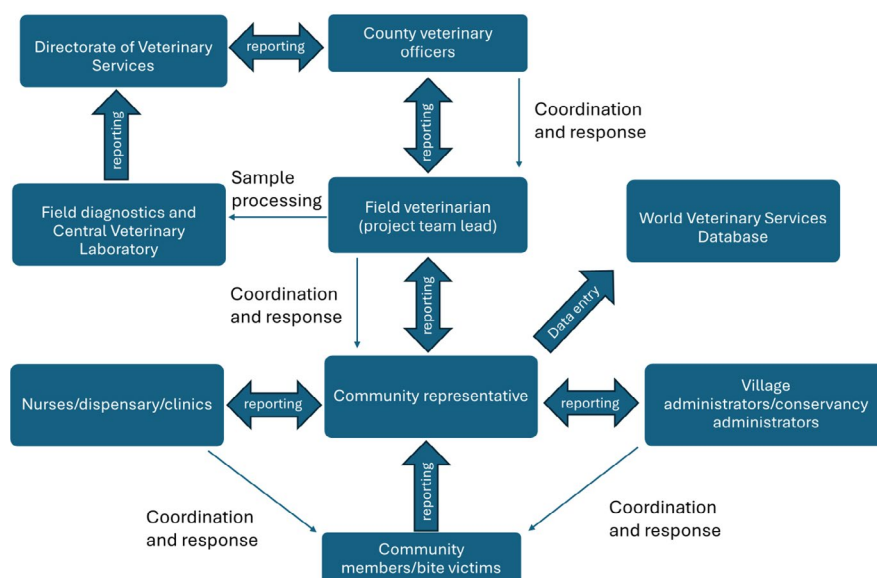 Directorate of Veterinary
Services
reporting
County veterinary
officers
Coordination
and response
reporting
reporting
Sample
processing
Field diagnostics and
Central Veterinary
Laboratory
Field veterinarian
(project team lead)
World Veterinary Services
Database
Coordination
and response
reporting
Data entry
Nurses/dispensary/clinics
reporting
Community representative
reporting
Village
administrators/conservancy
administrators
reporting
Coordination
and response
Coordination
and response
Community
members/bite victims